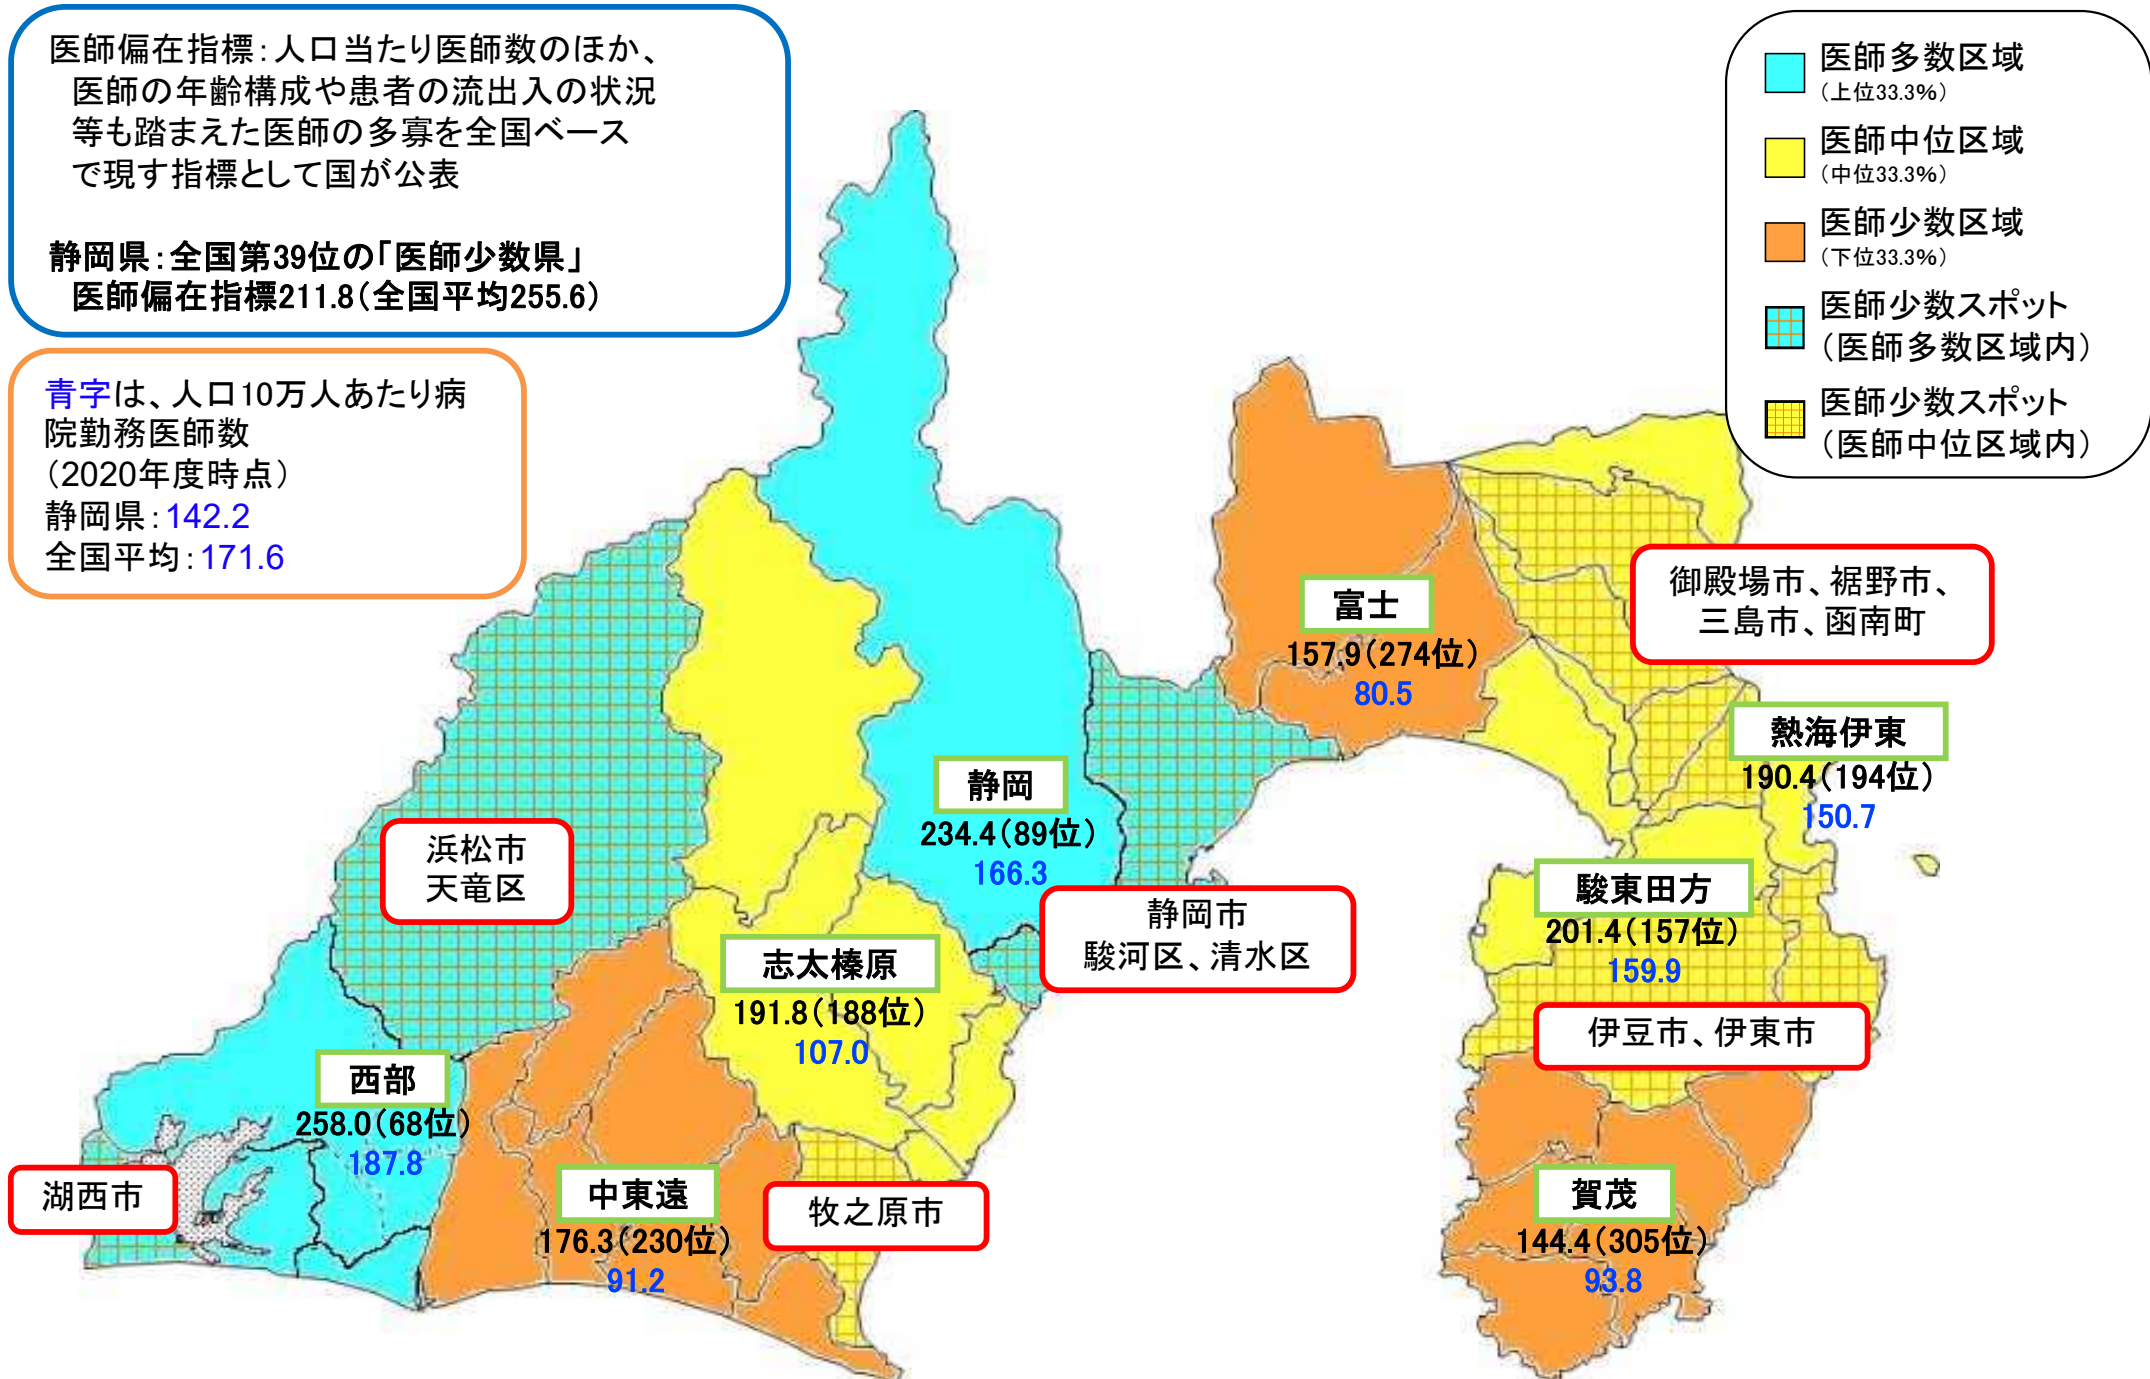 医師偏在指標：人口当たり医師数のほか、
医師の年齢構成や患者の流出入の状況
等も踏まえた医師の多寡を全国ベース
で現す指標として国が公表
静岡県：全国第39位の「医師少数県」
医師偏在指標211.8（全国平均255.6）
青字は、人口10万人あたり病
院勤務医師数
（2020年度時点）
静岡県：142.2
全国平均：171.6
医師多数区域
（上位33.3%）
医師中位区域
（中位33.3%）
医師少数区域
（下位33.3%）
医師少数スポット
（医師多数区域内）
医師少数スポット
（医師中位区域内）
富士
157.9（274位）
80.5
御殿場市、裾野市、
三島市、函南町
熱海伊東
190.4（194位）
150.7
静岡
234.4（89位）
166.3
浜松市
天竜区
静岡市
駿河区、清水区
駿東田方
201.4（157位）
159.9
志太榛原
191.8（188位）
107.0
伊豆市、伊東市
西部
258.0（68位）
187.8
湖西市
中東遠
176.3（230位）
91.2
牧之原市
賀茂
144.4（305位）
93.8